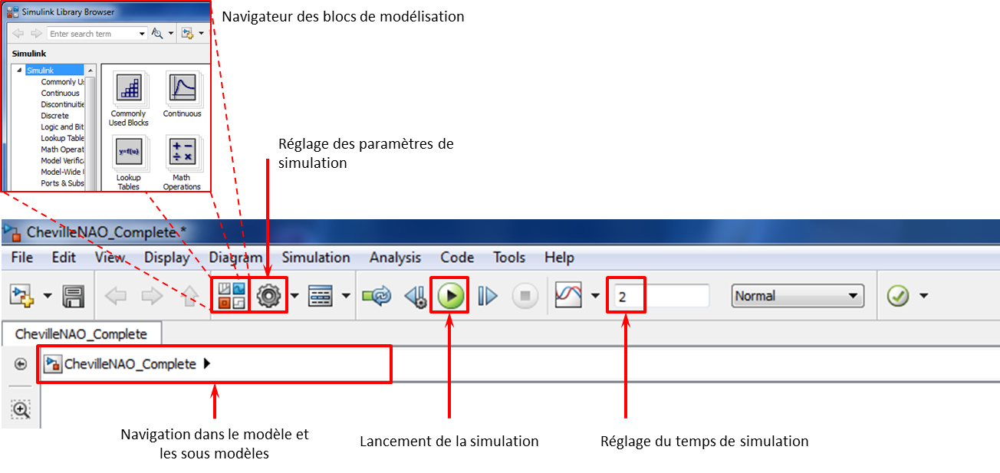 Simulink Library Browser
Navigateur des blocs de modélisation
Enter search term
Simulink
Simulink
Commonly Us
Continuous
Discontinuitie
Discrete
Logic and Bit
Lookup Table
Math Operat
Model Verific
Model-Wide U
Ports & Subs
Commonly
Used Blocks
Continuous
y=f(u)
Lookup
Tables
Math
Operations
Réglage des paramètres de
simulation
ChevilleNAO_Complete *
File Edit View Display Diagram Simulation Analysis Code Tools Help
2
Normal
ChevilleNAO_Complete
ChevilleNAO_Complete
Navigation dans le modèle et
les sous modèles
Lancement de la simulation
Réglage du temps de simulation